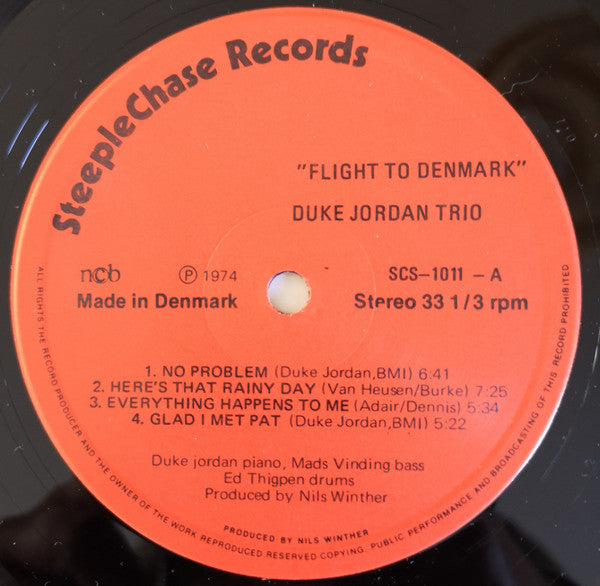 SteepleChase Records
"FLIGHT TO DENMARK"
DUKE JORDAN TRIO
ncb
Ⓟ 1974
SCS-1011 - A
Made in Denmark
Stereo 33 1/3 rpm
1. NO PROBLEM (Duke Jordan,BMI) 6:41
2. HERE'S THAT RAINY DAY (Van Heusen/Burke) 7:25
3. EVERYTHING HAPPENS TO ME (Adair/Dennis) 5:34
4. GLAD I MET PAT (Duke Jordan,BMI) 5:22
Duke jordan piano, Mads Vinding bass
Ed Thigpen drums
Produced by Nils Winther
PRODUCED BY NILS WINTHER
ALL RIGHTS THE RECORD PRODUCER AND THE OWNER OF THE WORK REPRODUCED RESERVED COPYING. PUBLIC PERFORMANCE AND BROADCASTING OF THIS RECORD PROHIBITED